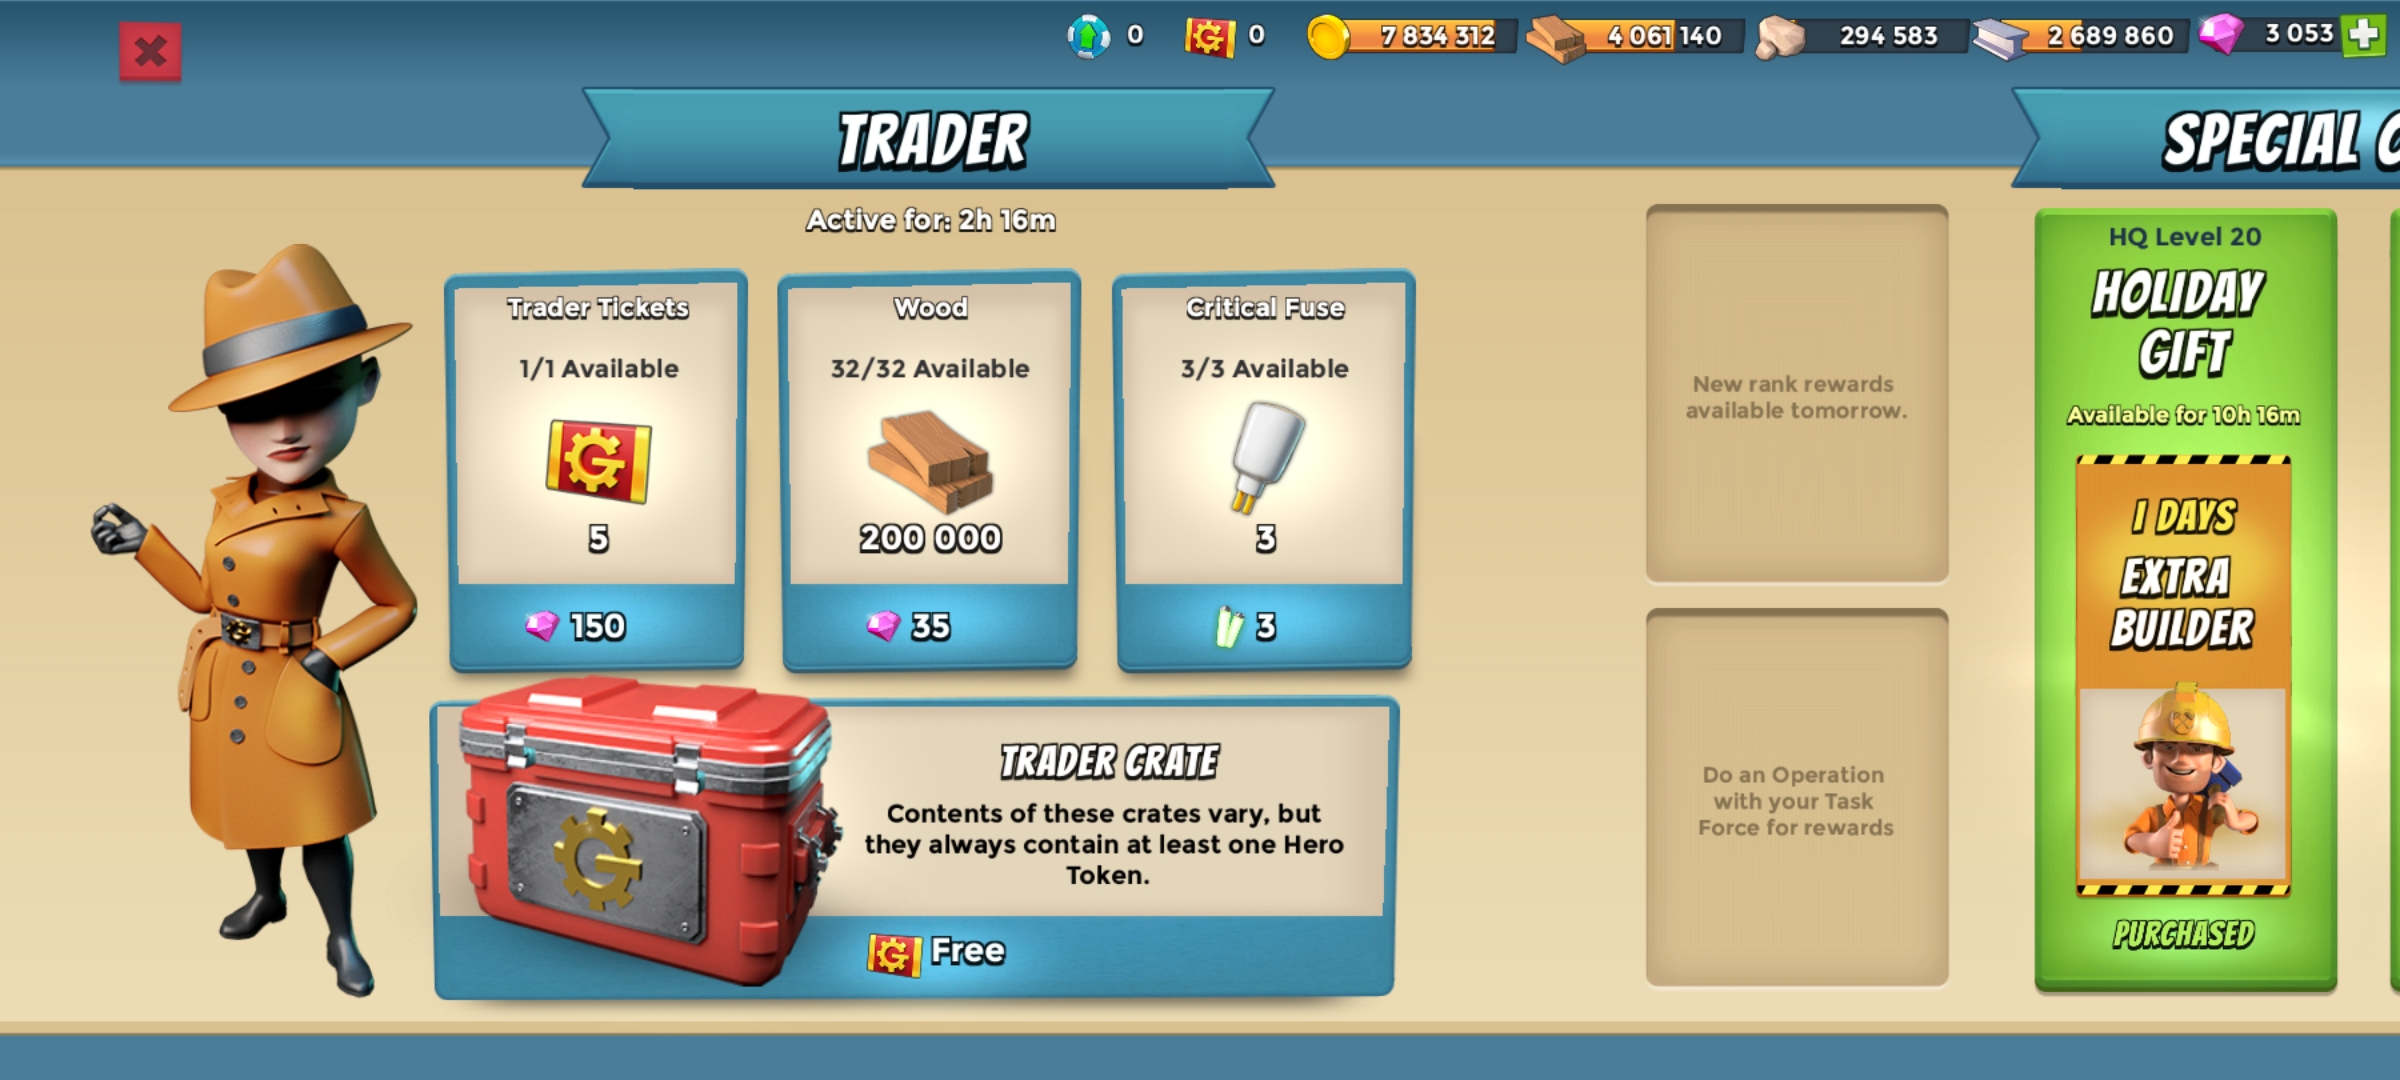 0
0
7 834 312
4 061 140
294 583
2 689 860
3 053
TRADER
SPECIAL
Active for: 2h 16m
Trader Tickets
1/1 Available
5
150
Wood
32/32 Available
200 000
35
Critical Fuse
3/3 Available
3
3
TRADER CRATE
Contents of these crates vary, but
they always contain at least one Hero
Token.
Free
New rank rewards
available tomorrow.
Do an Operation
with your Task
Force for rewards
HQ Level 20
HOLIDAY
GIFT
Available for 10h 16m
1 DAYS
EXTRA
BUILDER
PURCHASED